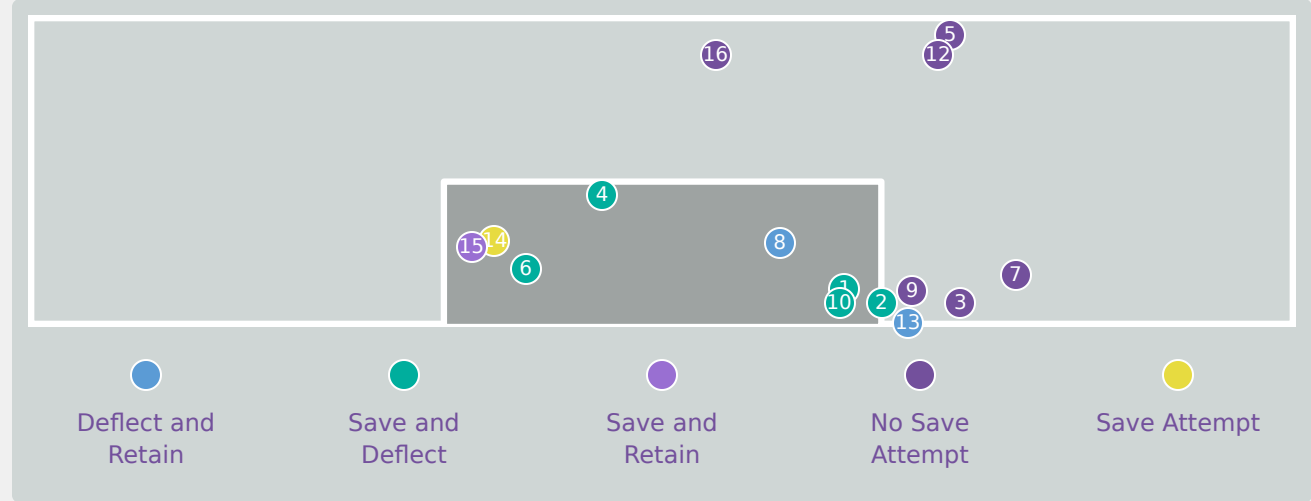 5
16
12
4
15
14
8
6
7
1
9
10
2
3
13
Deflect and
Retain
Save and
Deflect
Save and
Retain
No Save
Attempt
Save Attempt